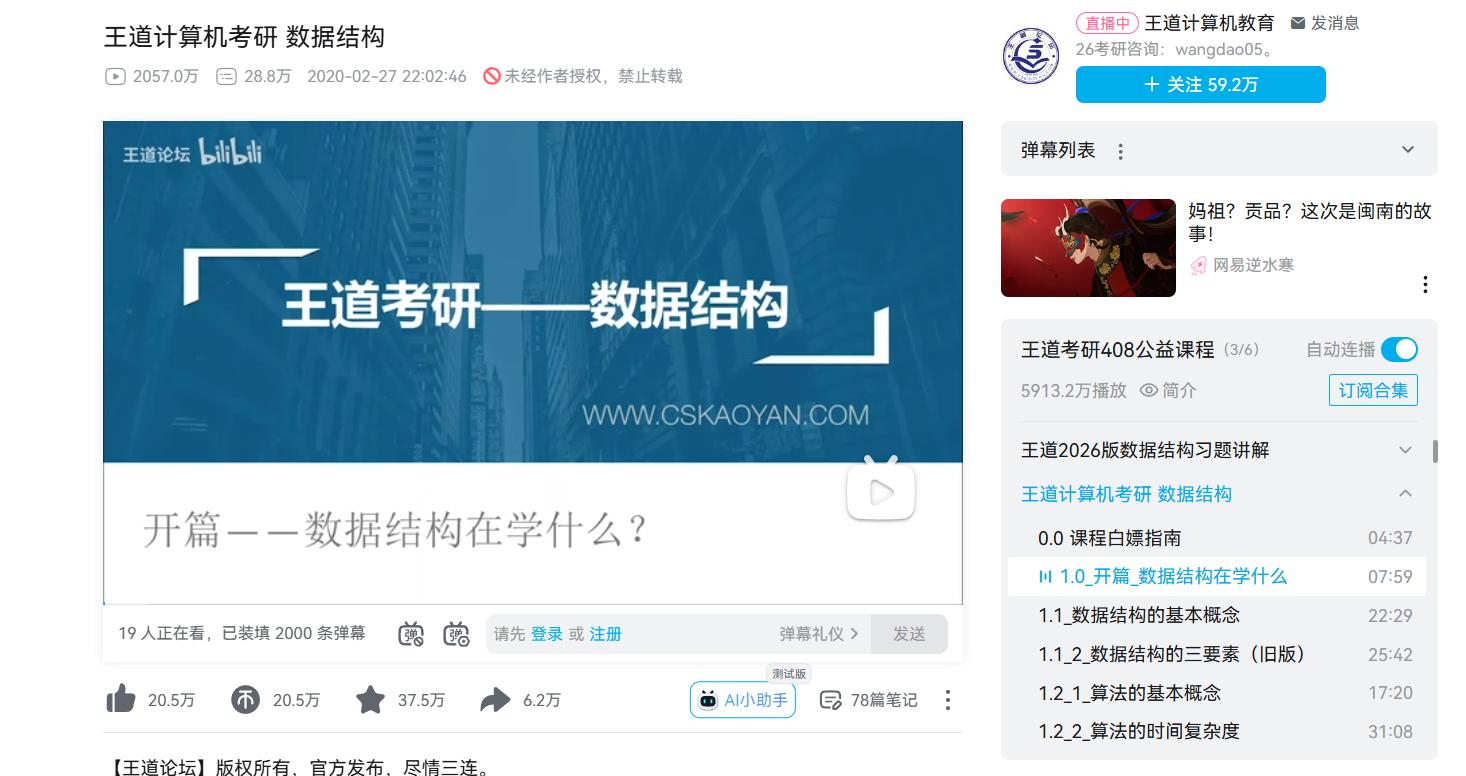 王道计算机考研 数据结构
2057.0万 28.8万 2020-02-27 22:02:46 未经作者授权，禁止转载
王道论坛 bilibili
王道考研——数据结构
WWW.CSKAOYAN.COM
开篇——数据结构在学什么？
19 人正在看，已装填 2000 条弹幕 弹 弹 请先 登录 或 注册 弹幕礼仪 发送
测试版
20.5万 20.5万 37.5万 6.2万 AI小助手 78篇笔记
【王道论坛】版权所有，官方发布，尽情三连。
直播中 王道计算机教育 发消息
26考研咨询：wangdao05。
+ 关注 59.2万
弹幕列表
妈祖？贡品？这次是闽南的故
事！
网易逆水寒
王道考研408公益课程 (3/6) 自动连播
5913.2万播放 简介 订阅合集
王道2026版数据结构习题讲解
王道计算机考研 数据结构
0.0 课程白嫖指南 04:37
1.0_开篇_数据结构在学什么 07:59
1.1_数据结构的基本概念 22:29
1.1_2_数据结构的三要素（旧版） 25:42
1.2_1_算法的基本概念 17:20
1.2_2_算法的时间复杂度 31:08